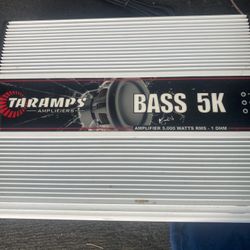 TARAMPS
AMPLIFIERS
BASS 5K
AMPLIFIER 5,000 WATTS RMS - 1 OHM